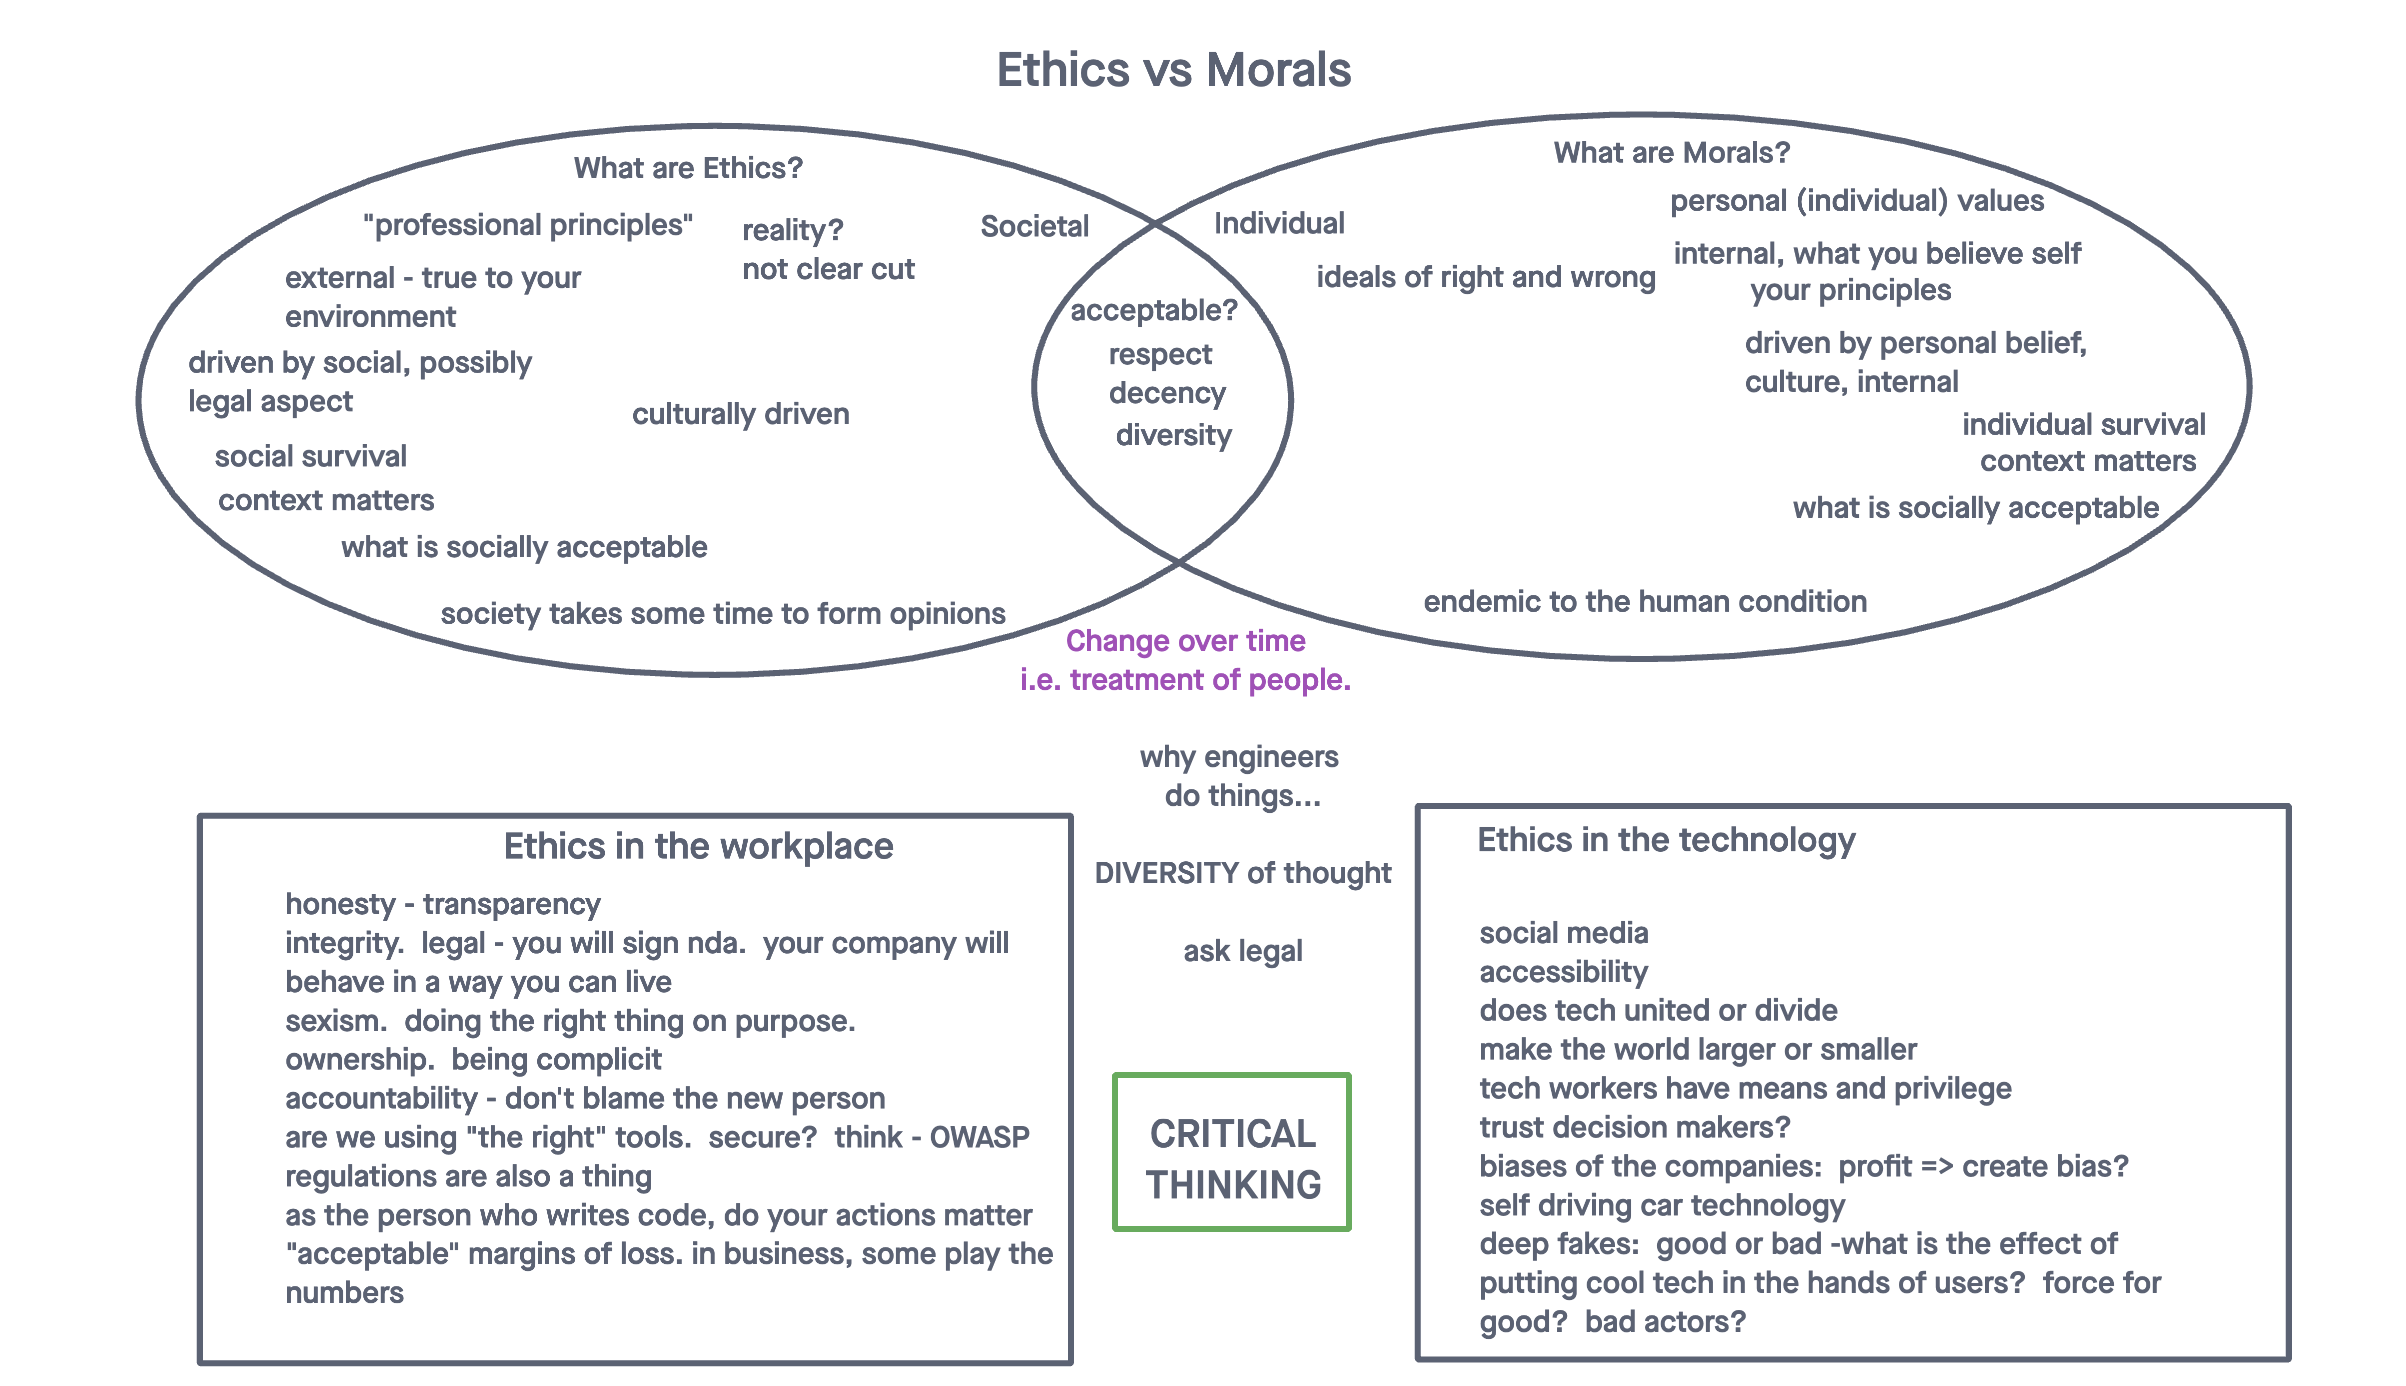 Ethics vs Morals
What are Ethics?
"professional principles"
reality?
not clear cut
Societal
external - true to your
environment
driven by social, possibly
legal aspect
culturally driven
social survival
context matters
what is socially acceptable
society takes some time to form opinions
acceptable?
respect
decency
diversity
What are Morals?
Individual
personal (individual) values
ideals of right and wrong
internal, what you believe self
your principles
driven by personal belief,
culture, internal
individual survival
context matters
what is socially acceptable
endemic to the human condition
Change over time
i.e. treatment of people.
why engineers
do things...
DIVERSITY of thought
ask legal
CRITICAL
THINKING
Ethics in the workplace
honesty - transparency
integrity.  legal - you will sign nda.  your company will
behave in a way you can live
sexism.  doing the right thing on purpose.
ownership.  being complicit
accountability - don't blame the new person
are we using "the right" tools.  secure?  think - OWASP
regulations are also a thing
as the person who writes code, do your actions matter
"acceptable" margins of loss. in business, some play the
numbers
Ethics in the technology
social media
accessibility
does tech united or divide
make the world larger or smaller
tech workers have means and privilege
trust decision makers?
biases of the companies:  profit => create bias?
self driving car technology
deep fakes:  good or bad -what is the effect of
putting cool tech in the hands of users?  force for
good?  bad actors?